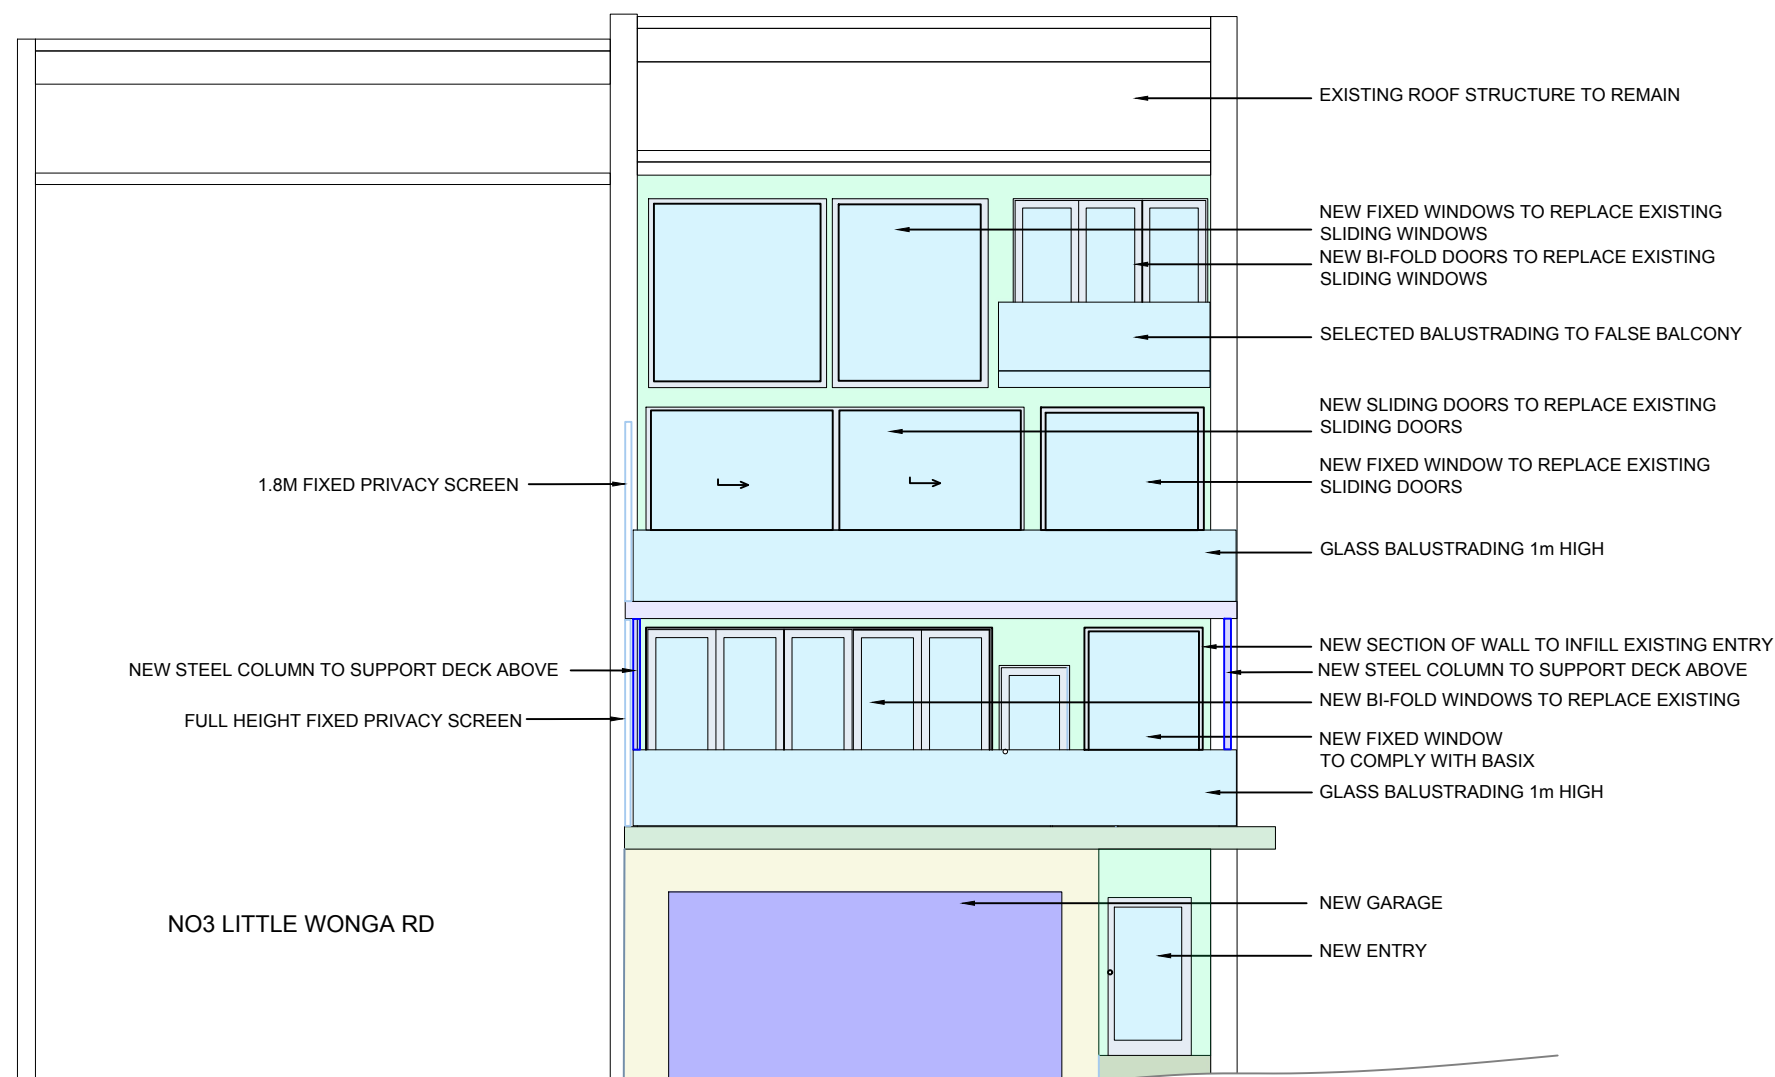 EXISTING ROOF STRUCTURE TO REMAIN
NEW FIXED WINDOWS TO REPLACE EXISTING
SLIDING WINDOWS
NEW BI-FOLD DOORS TO REPLACE EXISTING
SLIDING WINDOWS
SELECTED BALUSTRADING TO FALSE BALCONY
NEW SLIDING DOORS TO REPLACE EXISTING
SLIDING DOORS
NEW FIXED WINDOW TO REPLACE EXISTING
SLIDING DOORS
1.8M FIXED PRIVACY SCREEN
GLASS BALUSTRADING 1m HIGH
NEW SECTION OF WALL TO INFILL EXISTING ENTRY
NEW STEEL COLUMN TO SUPPORT DECK ABOVE
NEW STEEL COLUMN TO SUPPORT DECK ABOVE
NEW BI-FOLD WINDOWS TO REPLACE EXISTING
FULL HEIGHT FIXED PRIVACY SCREEN
NEW FIXED WINDOW
TO COMPLY WITH BASIX
GLASS BALUSTRADING 1m HIGH
NEW GARAGE
NO3 LITTLE WONGA RD
NEW ENTRY